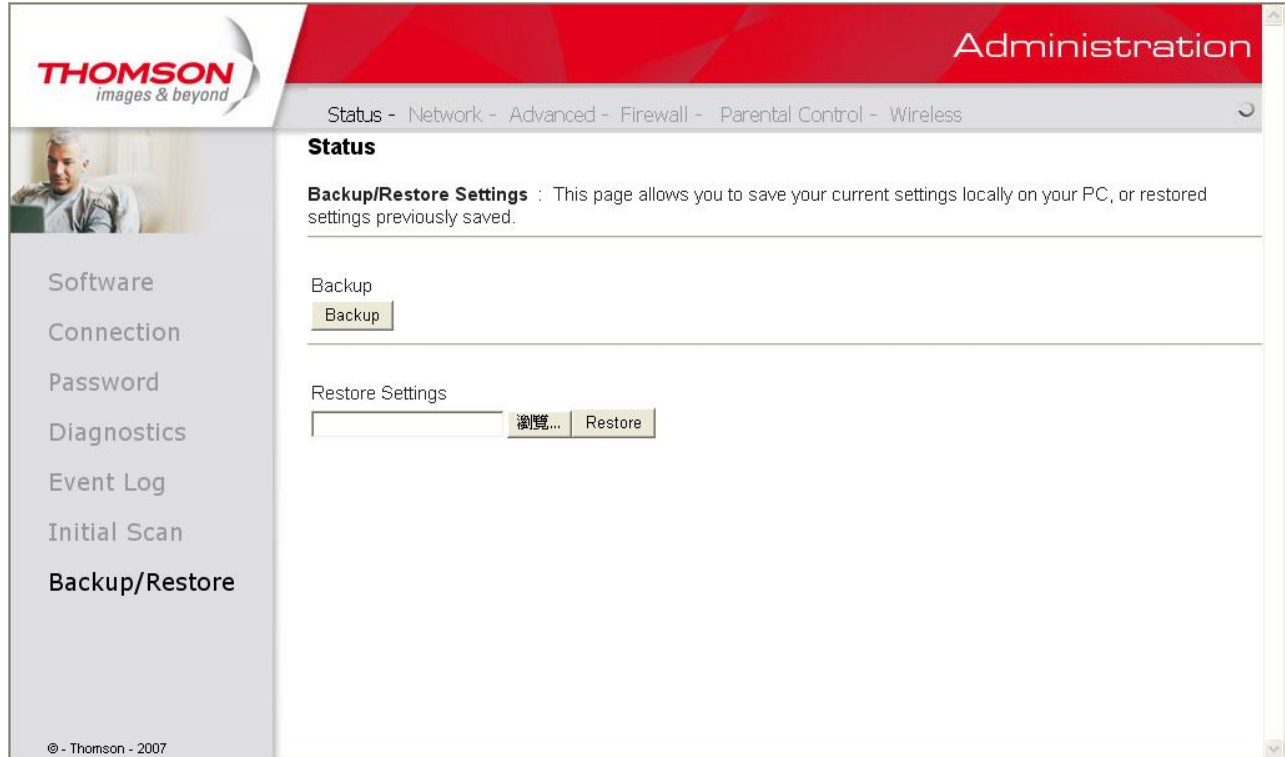 THOMSON
images & beyond
Administration
Status - Network - Advanced - Firewall - Parental Control - Wireless
Status
Backup/Restore Settings : This page allows you to save your current settings locally on your PC, or restored
settings previously saved.
Software
Connection
Password
Diagnostics
Event Log
Initial Scan
Backup/Restore
Backup
Backup
Restore Settings
瀏覽... Restore
© - Thomson - 2007